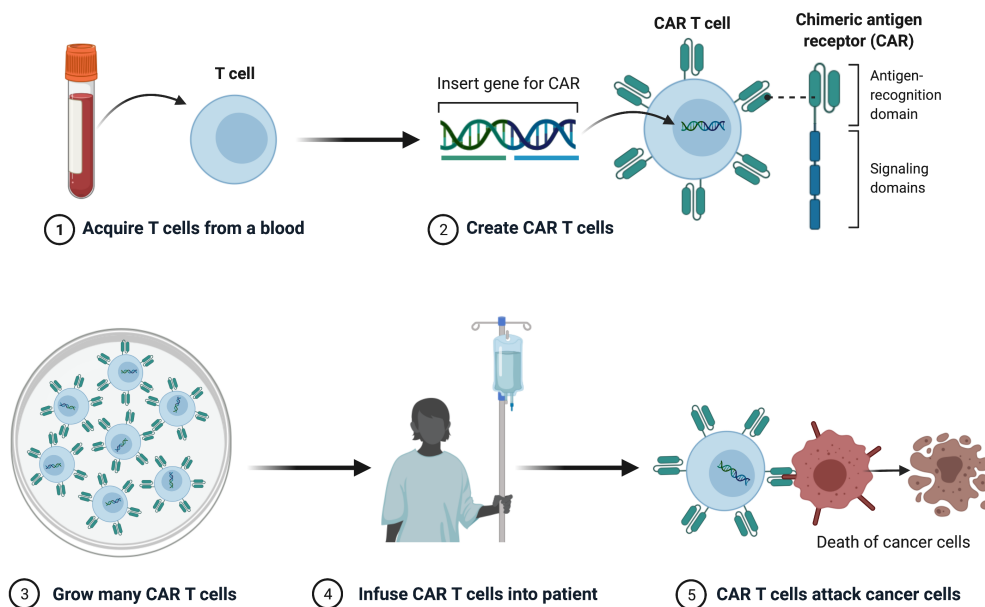 T cell
1 Acquire T cells from a blood
Insert gene for CAR
CAR T cell
Chimeric antigen
receptor (CAR)
Antigen-
recognition
domain
Signaling
domains
2 Create CAR T cells
3 Grow many CAR T cells
4 Infuse CAR T cells into patient
Death of cancer cells
5 CAR T cells attack cancer cells